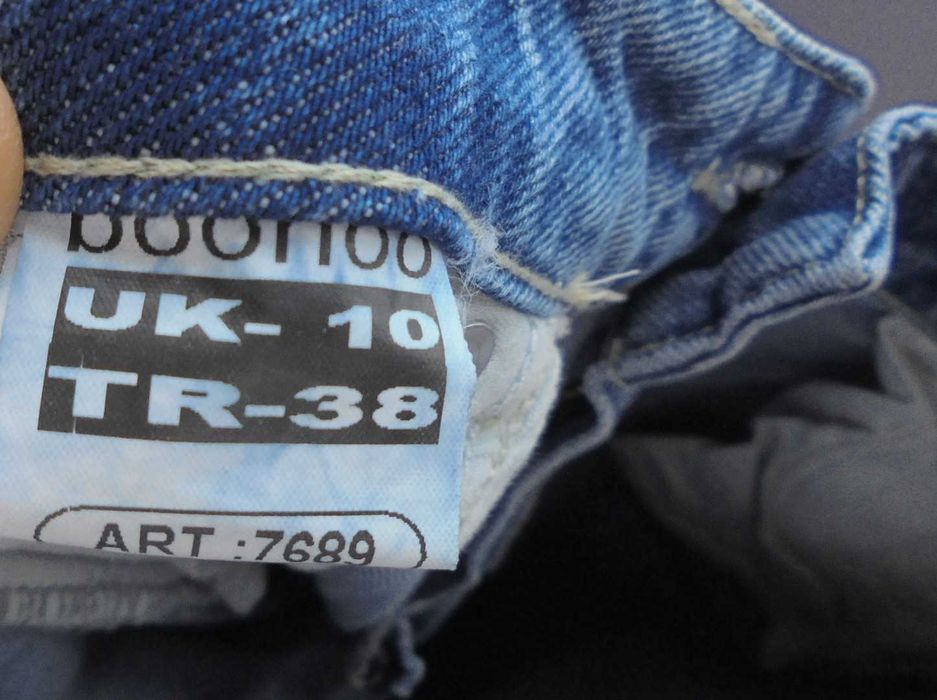 boohoo
UK- 10
TR-38
ART :7689